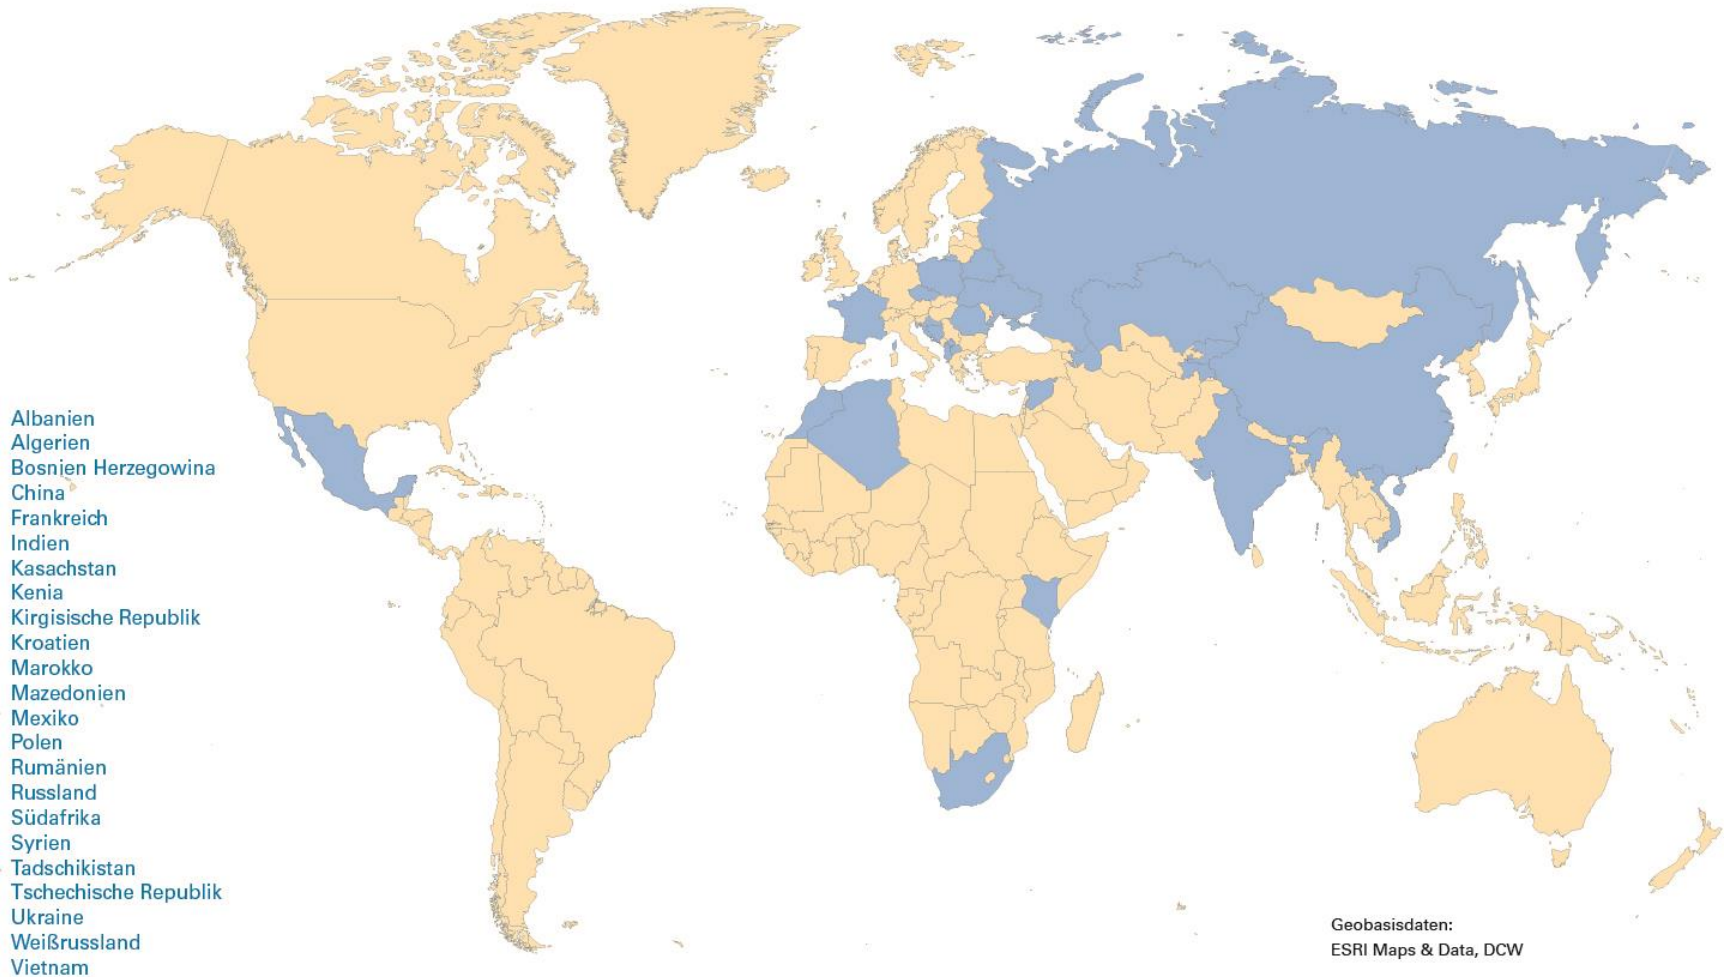 Albanien
Algerien
Bosnien Herzegowina
China
Frankreich
Indien
Kasachstan
Kenia
Kirgisische Republik
Kroatien
Marokko
Mazedonien
Mexiko
Polen
Rumänien
Russland
Südafrika
Syrien
Tadschikistan
Tschechische Republik
Ukraine
Weißrussland
Vietnam
Geobasisdaten:
ESRI Maps & Data, DCW